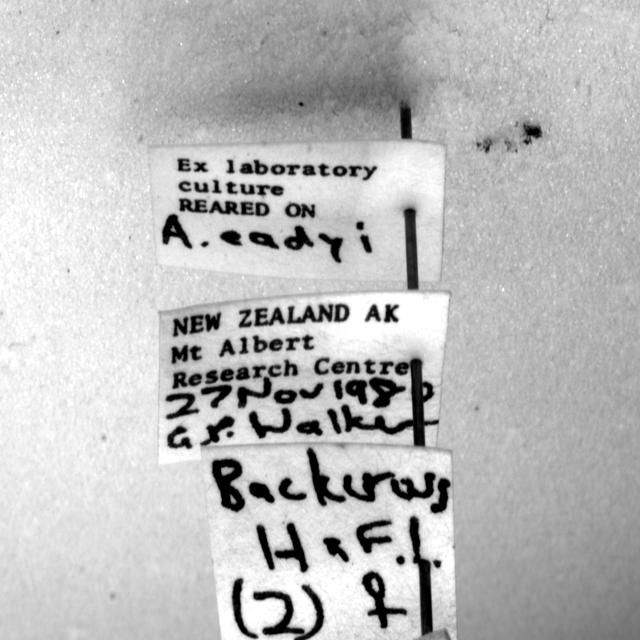 Ex laboratory
culture
REARED ON
A. eadyi
NEW ZEALAND AK
Mt Albert
Research Centre
27 Nov 1980
G.P. Walker
Backcross
H x F.1.
(2) ♀